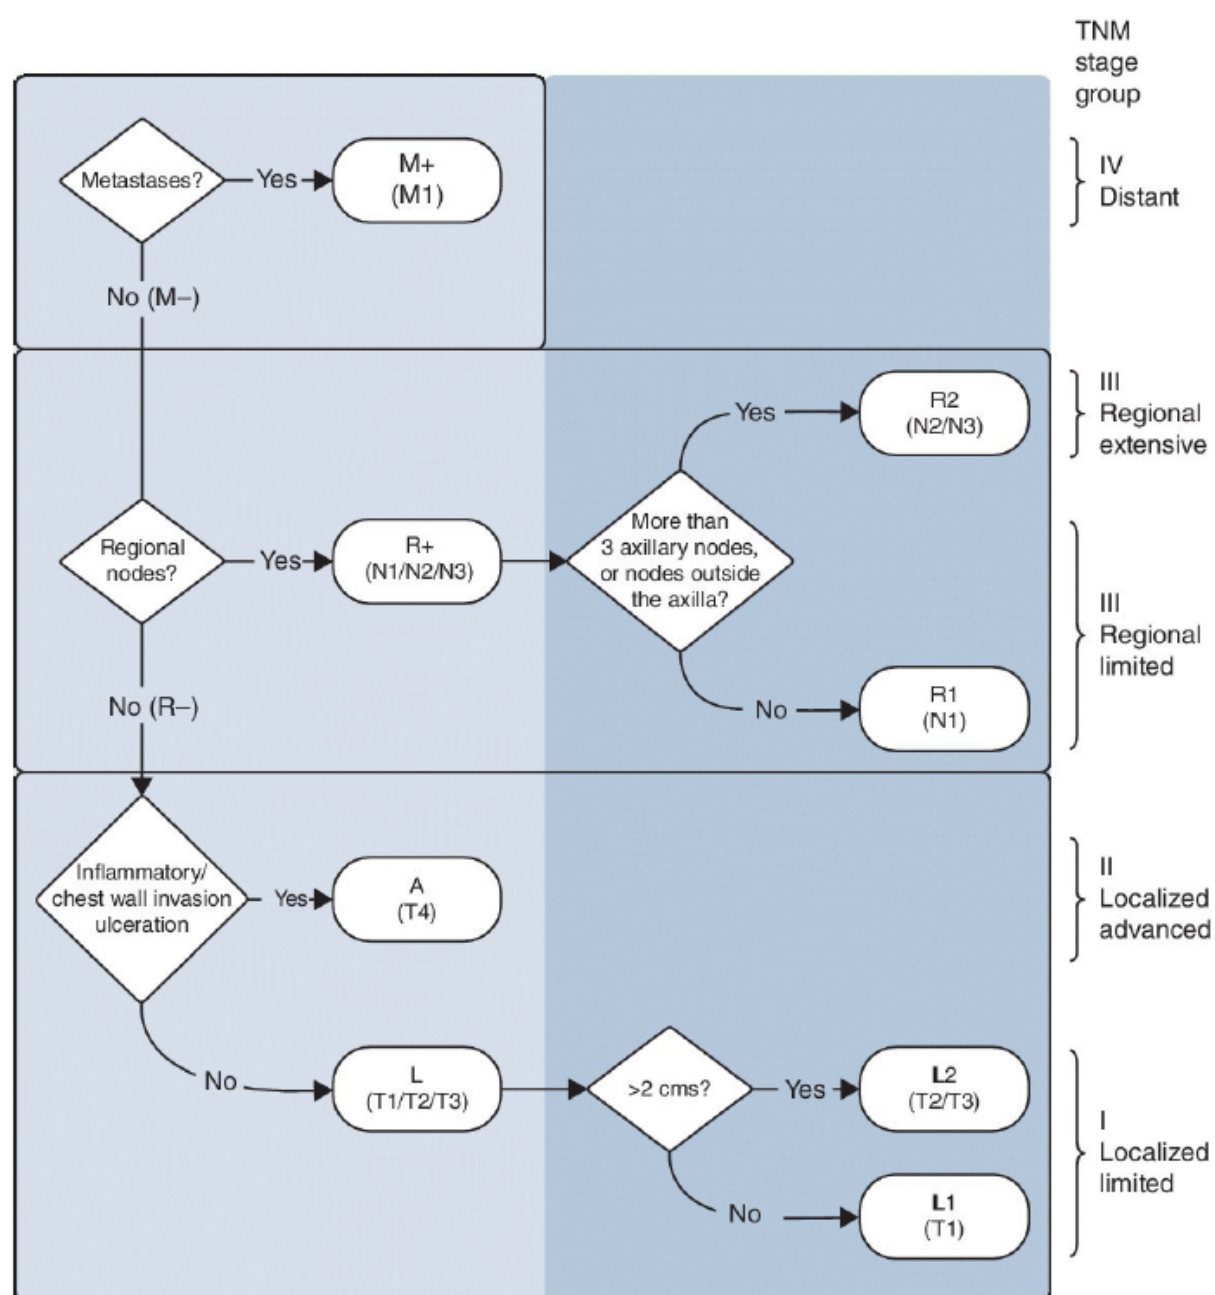 TNM
stage
group
Metastases?
Yes
M+
(M1)
IV
Distant
No (M–)
III
Regional
extensive
Yes
R2
(N2/N3)
Regional
nodes?
Yes
R+
(N1/N2/N3)
More than
3 axillary nodes,
or nodes outside
the axilla?
III
Regional
limited
No (R–)
No
R1
(N1)
Inflammatory/
chest wall invasion
ulceration
Yes
A
(T4)
II
Localized
advanced
No
L
(T1/T2/T3)
>2 cms?
Yes
L2
(T2/T3)
I
Localized
limited
No
L1
(T1)